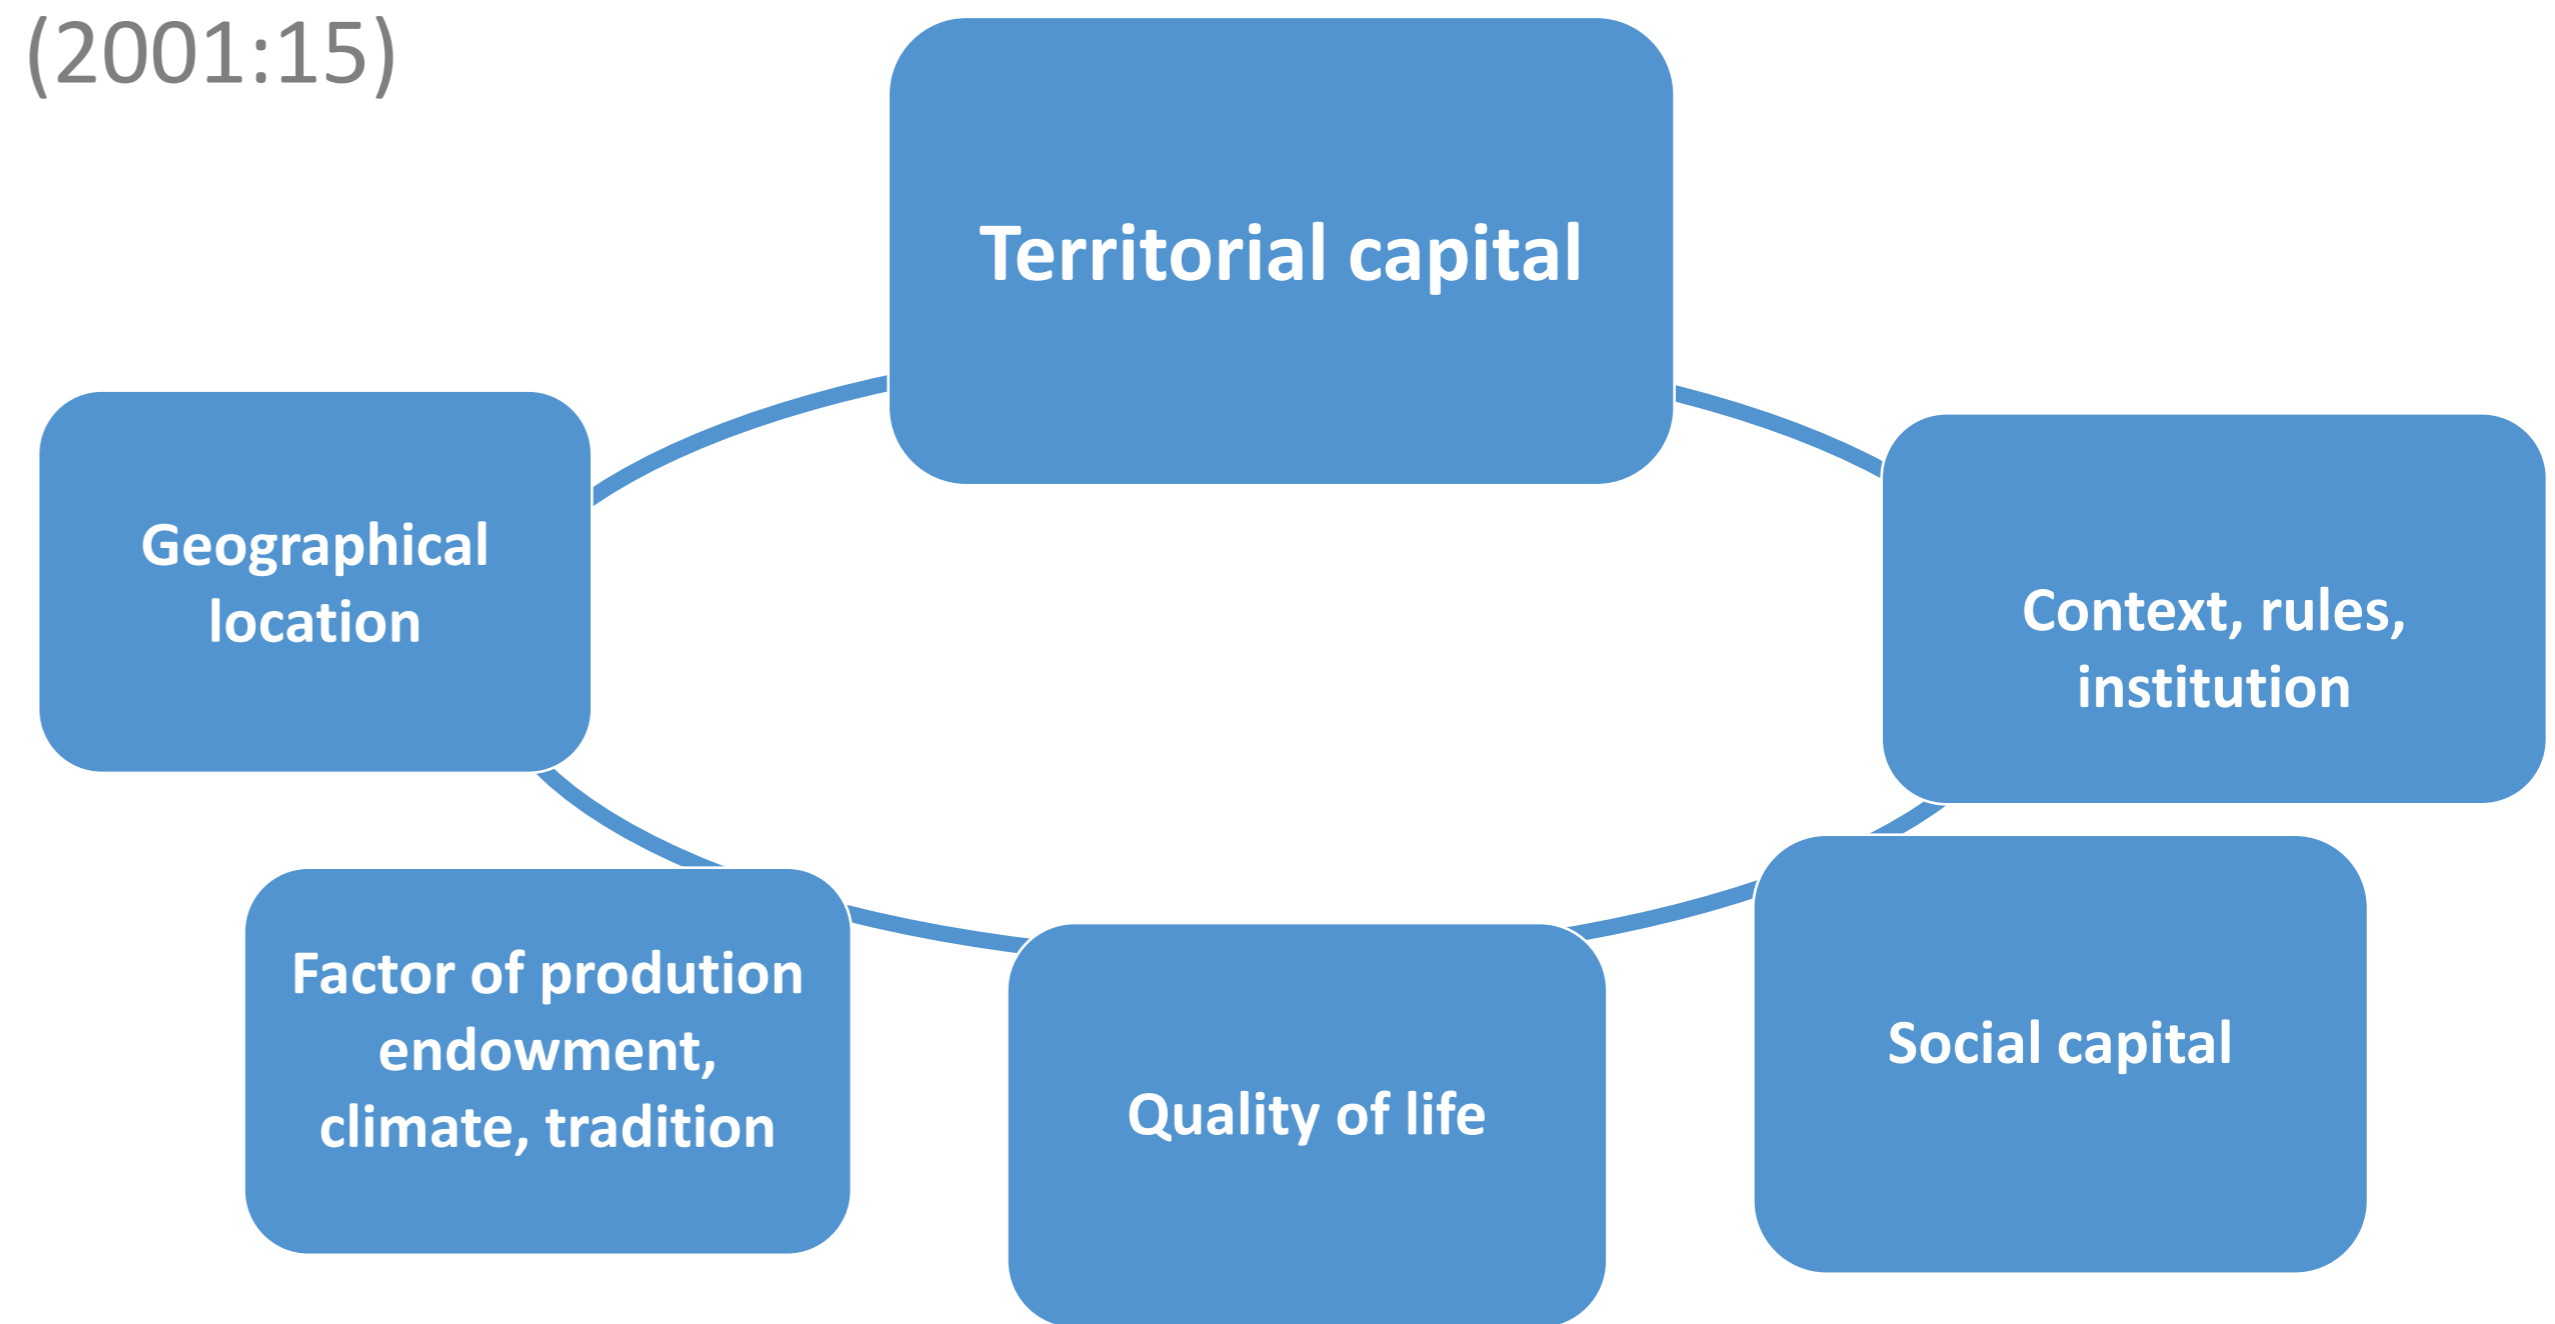 (2001:15)
Territorial capital
Geographical
location
Context, rules,
institution
Factor of prodution
endowment,
climate, tradition
Quality of life
Social capital